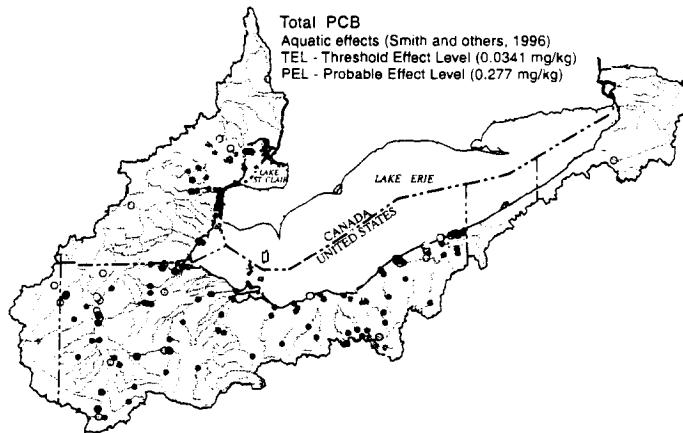 Total PCB
Aquatic effects (Smith and others, 1996)
TEL - Threshold Effect Level (0.0341 mg/kg)
PEL - Probable Effect Level (0.277 mg/kg)
LAKE
ST CLAIR
LAKE ERIE
CANADA
UNITED STATES